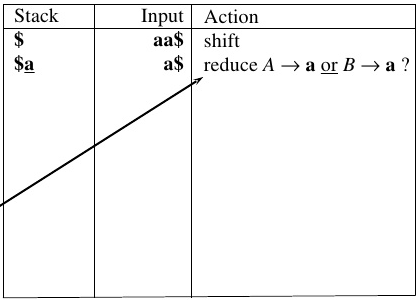 Stack Input Action
$ aa$ shift
$a a$ reduce A → a or B → a ?